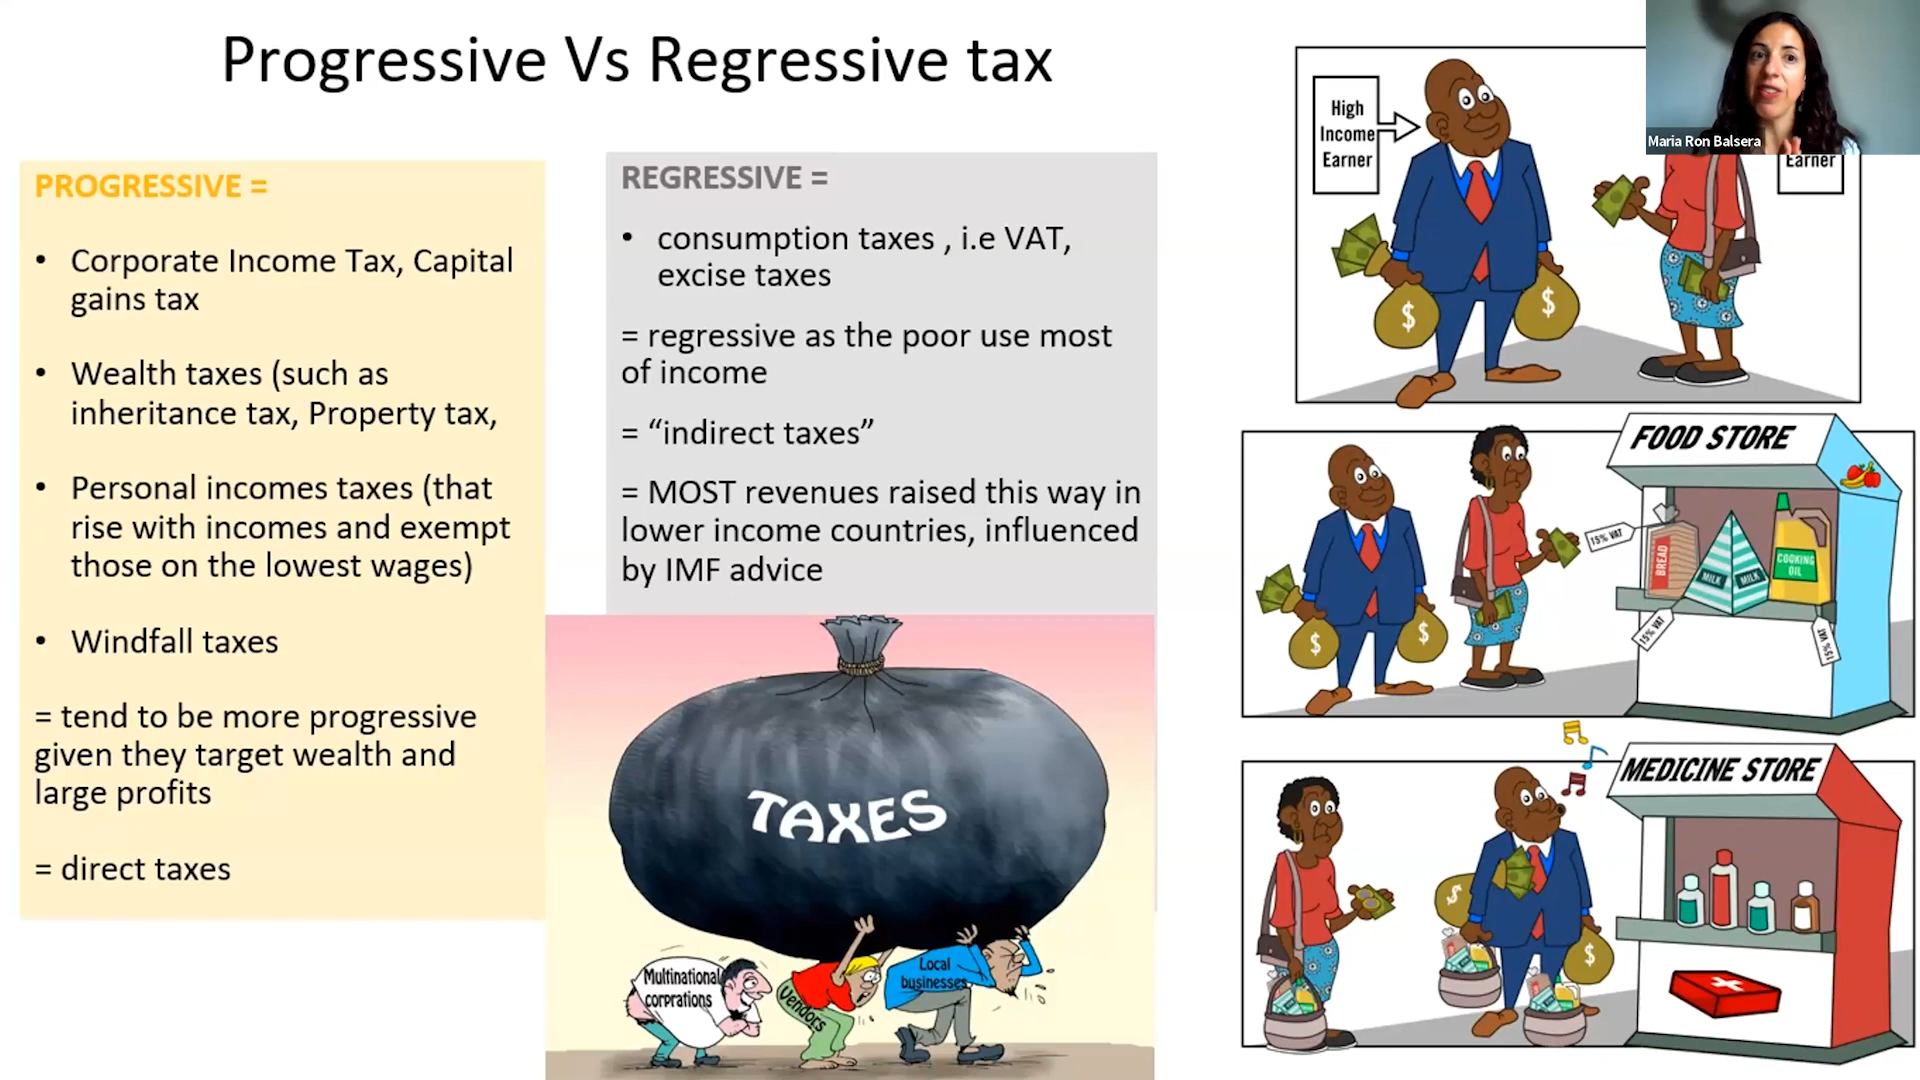 Progressive Vs Regressive tax
PROGRESSIVE =
• Corporate Income Tax, Capital
gains tax
• Wealth taxes (such as
inheritance tax, Property tax,
• Personal incomes taxes (that
rise with incomes and exempt
those on the lowest wages)
• Windfall taxes
= tend to be more progressive
given they target wealth and
large profits
= direct taxes
REGRESSIVE =
• consumption taxes , i.e VAT,
excise taxes
= regressive as the poor use most
of income
= “indirect taxes”
= MOST revenues raised this way in
lower income countries, influenced
by IMF advice
TAXES
Multinational
corprations
Vendors
Local
businesses
High
Income
Earner
$
$
Maria Ron Balsera
Earner
FOOD STORE
15% VAT
BREAD
MILK
MILK
COOKING
OIL
15% VAT
15% VAT
$
$
MEDICINE STORE
$
$